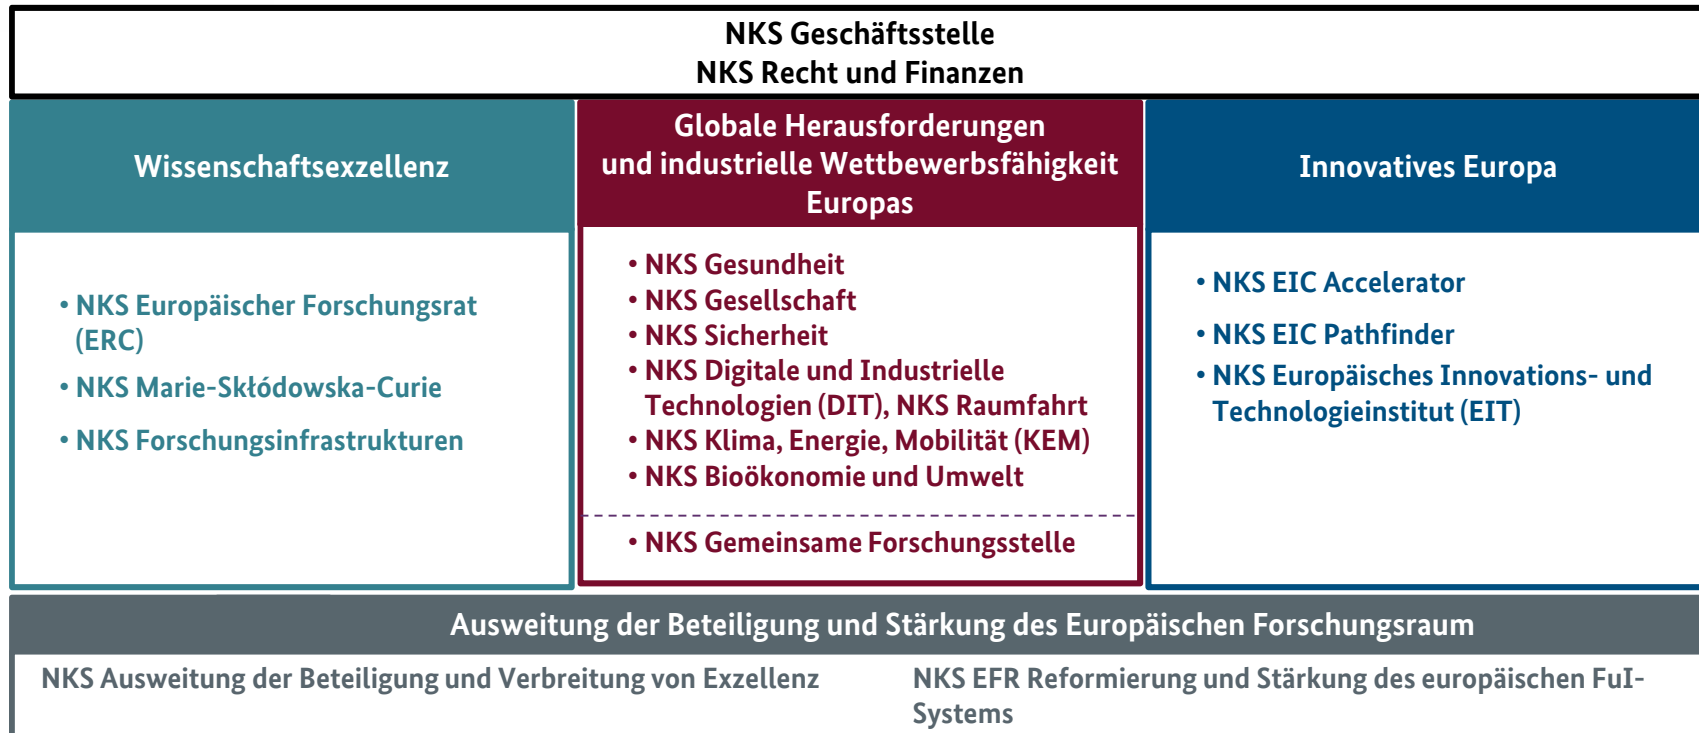 NKS Geschäftsstelle
NKS Recht und Finanzen
Wissenschaftsexzellenz
• NKS Europäischer Forschungsrat
(ERC)
• NKS Marie-Skłódowska-Curie
• NKS Forschungsinfrastrukturen
Globale Herausforderungen
und industrielle Wettbewerbsfähigkeit
Europas
• NKS Gesundheit
• NKS Gesellschaft
• NKS Sicherheit
• NKS Digitale und Industrielle
Technologien (DIT), NKS Raumfahrt
• NKS Klima, Energie, Mobilität (KEM)
• NKS Bioökonomie und Umwelt
• NKS Gemeinsame Forschungsstelle
Innovatives Europa
• NKS EIC Accelerator
• NKS EIC Pathfinder
• NKS Europäisches Innovations- und
Technologieinstitut (EIT)
Ausweitung der Beteiligung und Stärkung des Europäischen Forschungsraum
NKS Ausweitung der Beteiligung und Verbreitung von Exzellenz
NKS EFR Reformierung und Stärkung des europäischen FuI-
Systems